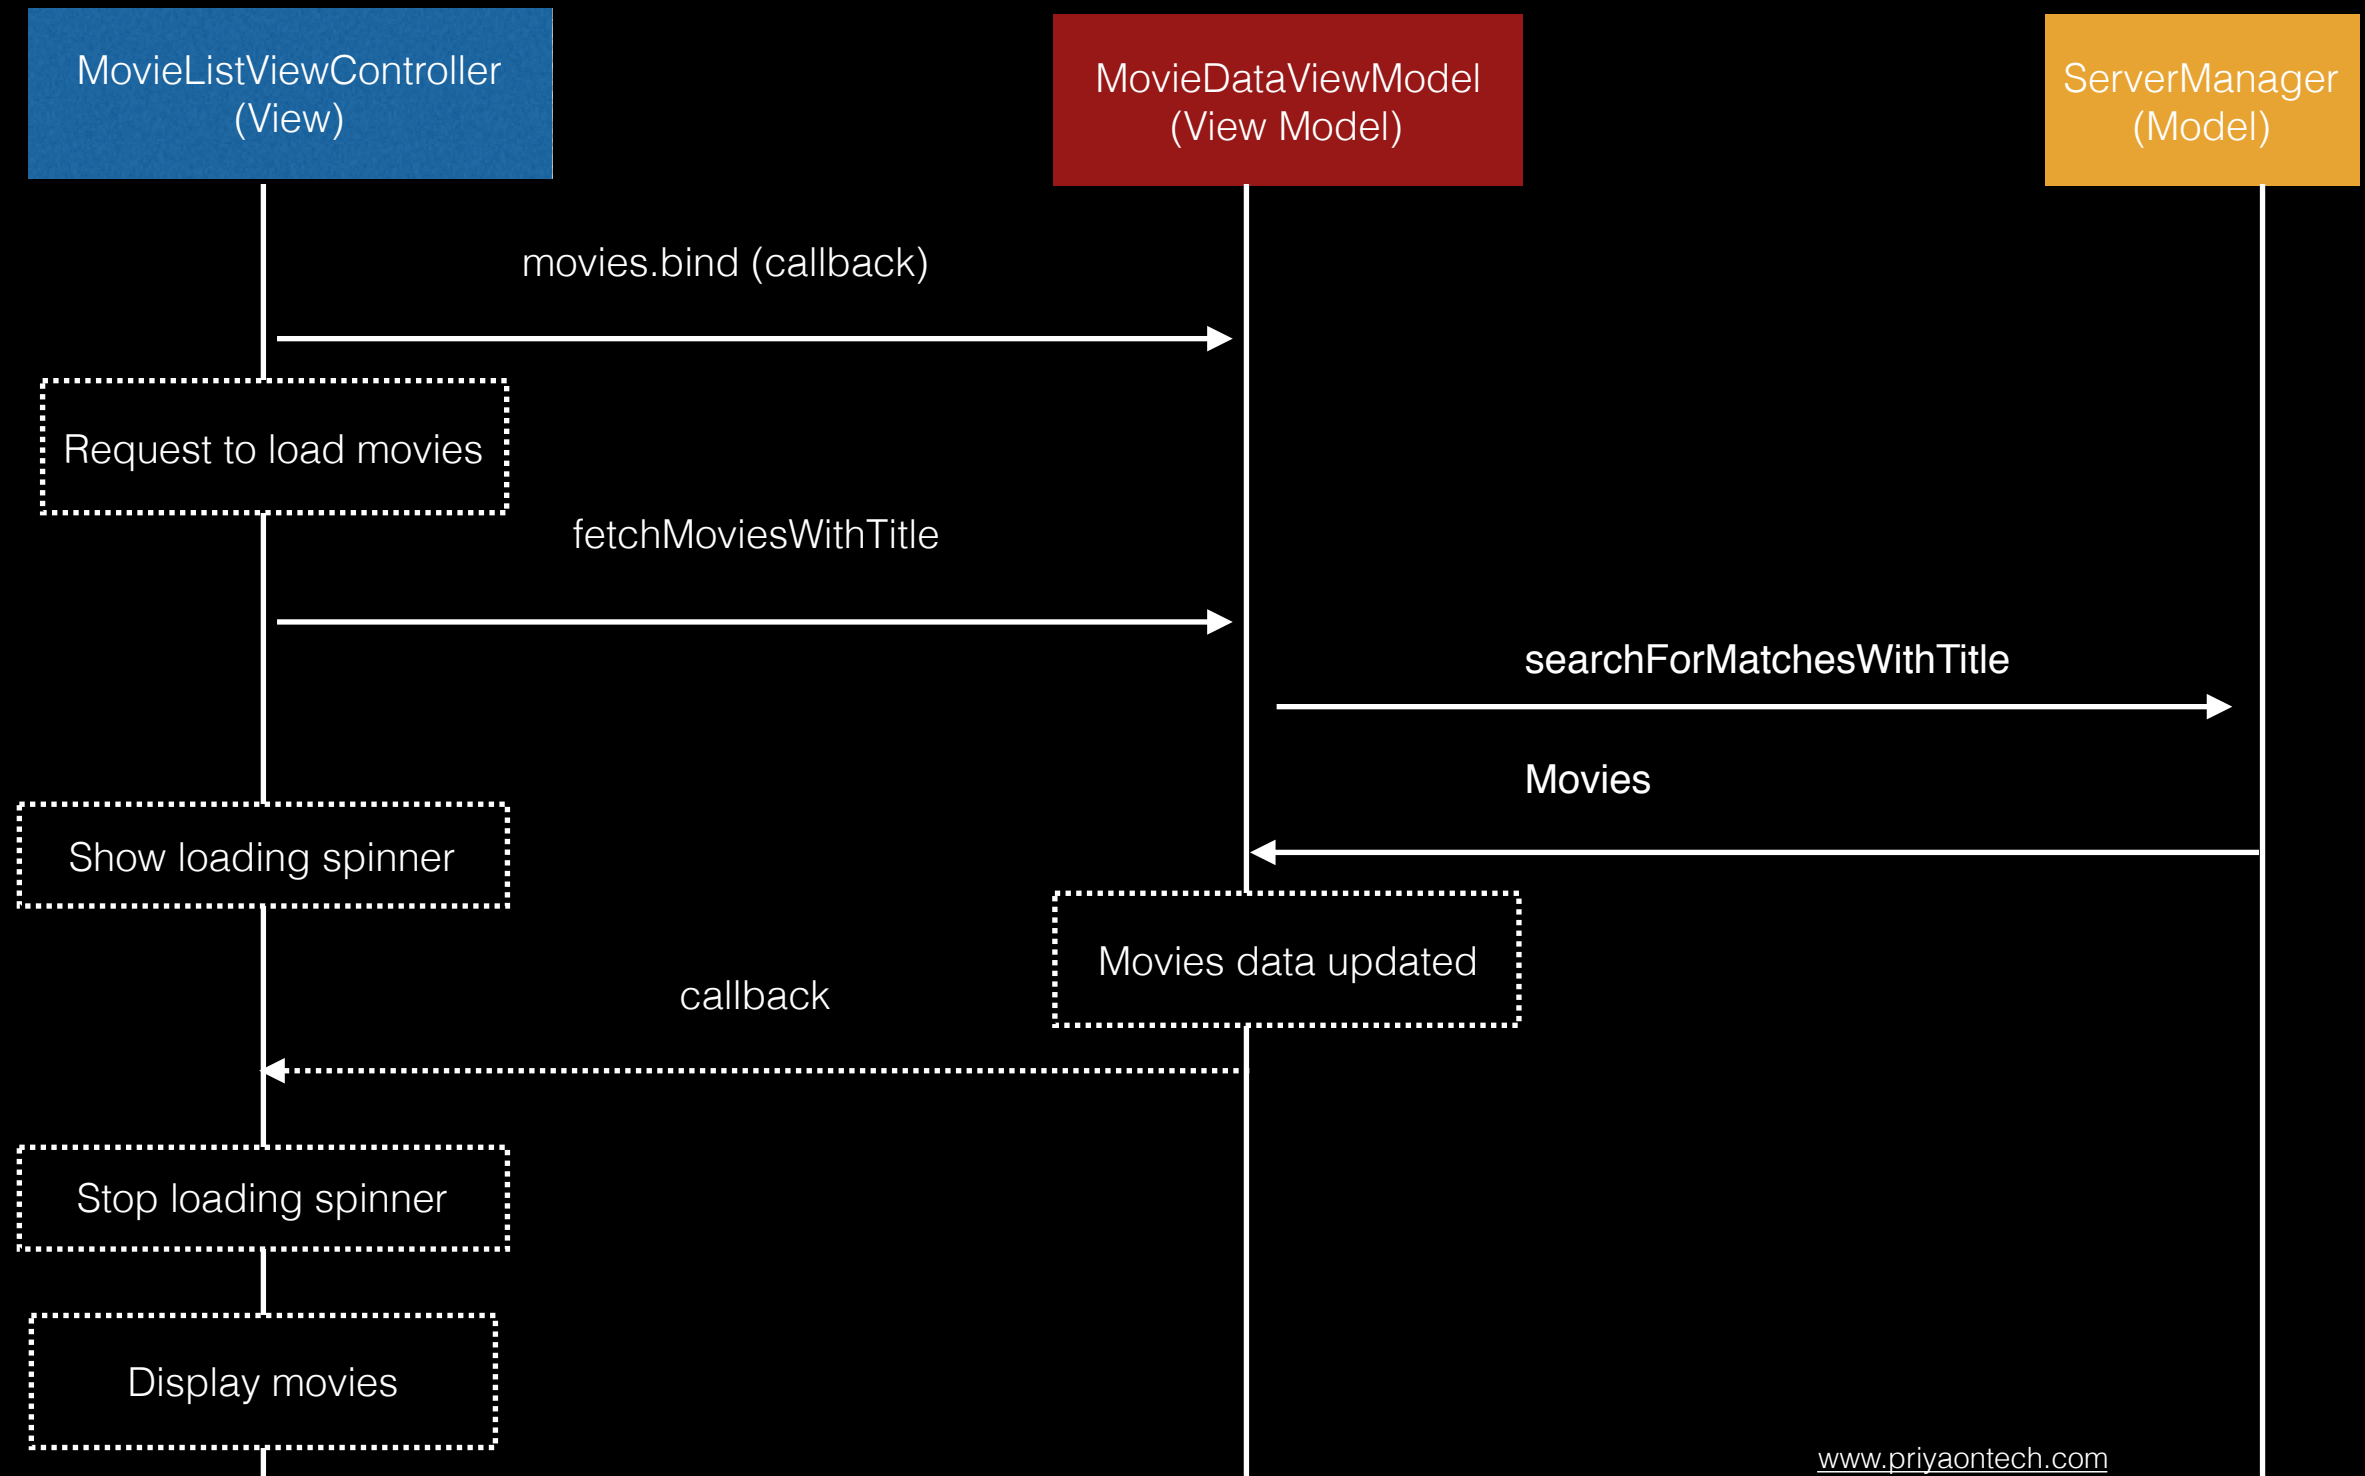 MovieListViewController
(View)
MovieDataViewModel
(View Model)
ServerManager
(Model)
movies.bind (callback)
Request to load movies
fetchMoviesWithTitle
searchForMatchesWithTitle
Movies
Show loading spinner
Movies data updated
callback
Stop loading spinner
Display movies
www.priyaontech.com